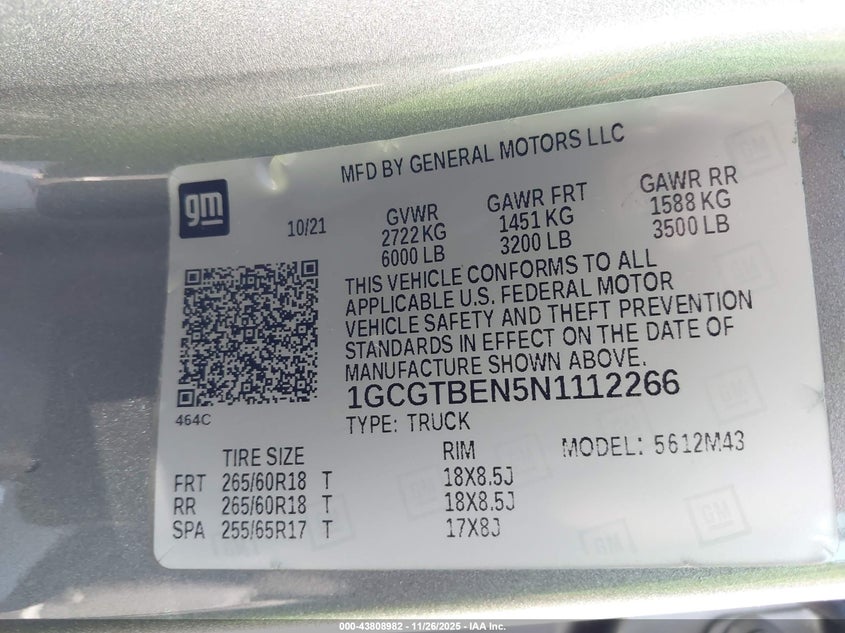 MFD BY GENERAL MOTORS LLC
gm
10/21
GVWR GAWR FRT GAWR RR
2722 KG 1451 KG 1588 KG
6000 LB 3200 LB 3500 LB
THIS VEHICLE CONFORMS TO ALL
APPLICABLE U.S. FEDERAL MOTOR
VEHICLE SAFETY AND THEFT PREVENTION
STANDARDS IN EFFECT ON THE DATE OF
MANUFACTURE SHOWN ABOVE.
1GCGTBEN5N1112266
464C
TYPE: TRUCK
TIRE SIZE RIM MODEL: 5612M43
FRT 265/60R18 T 18X8.5J
RR 265/60R18 T 18X8.5J
SPA 255/65R17 T 17X8J
000-43808982 - 11/26/2025 - IAA Inc.